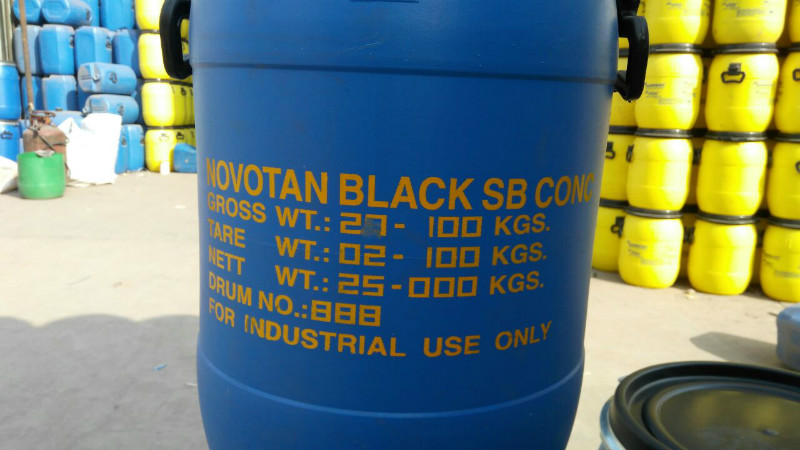 NOVOTAN BLACK SB CONC
GROSS WT.: 27-100 KGS.
TARE WT.: 02-100 KGS.
NETT WT.: 25-000 KGS.
DRUM NO.:888
FOR INDUSTRIAL USE ONLY